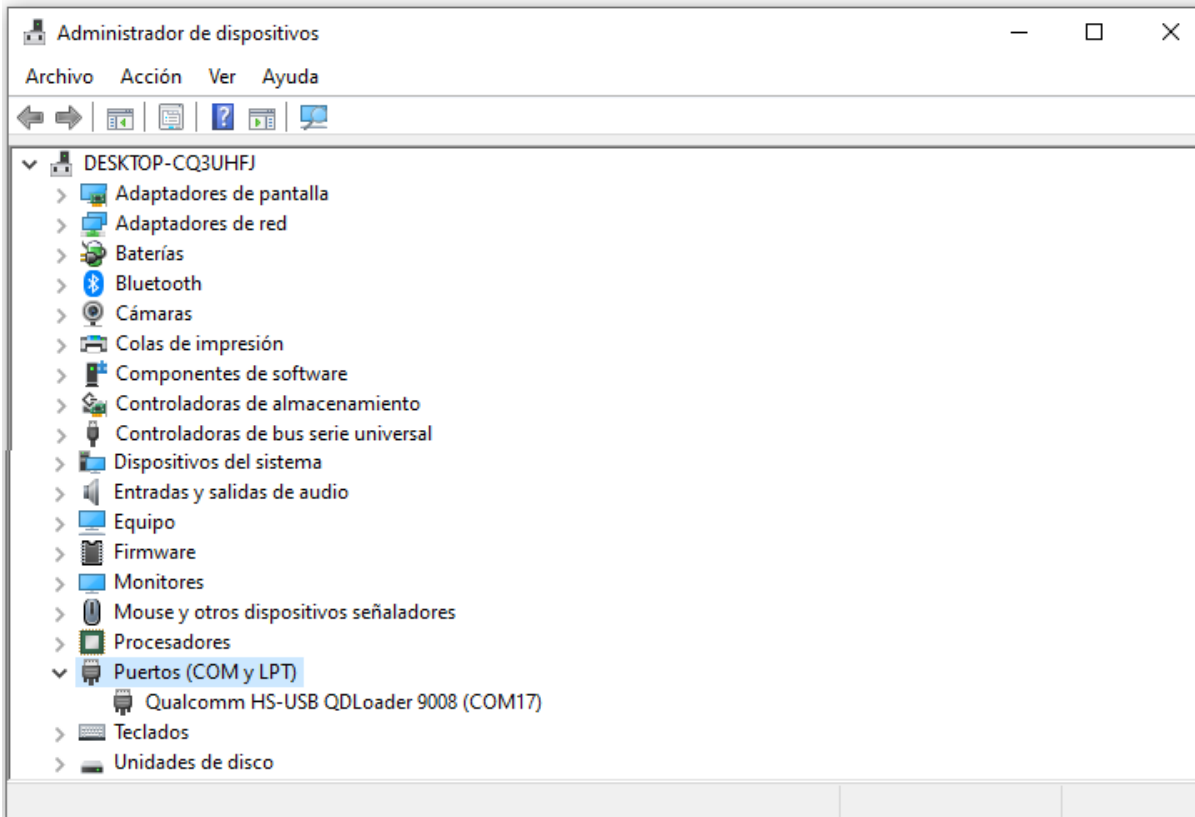 Administrador de dispositivos
Archivo Acción Ver Ayuda
DESKTOP-CQ3UHFJ
Adaptadores de pantalla
Adaptadores de red
Baterías
Bluetooth
Cámaras
Colas de impresión
Componentes de software
Controladoras de almacenamiento
Controladoras de bus serie universal
Dispositivos del sistema
Entradas y salidas de audio
Equipo
Firmware
Monitores
Mouse y otros dispositivos señaladores
Procesadores
Puertos (COM y LPT)
Qualcomm HS-USB QDLoader 9008 (COM17)
Teclados
Unidades de disco